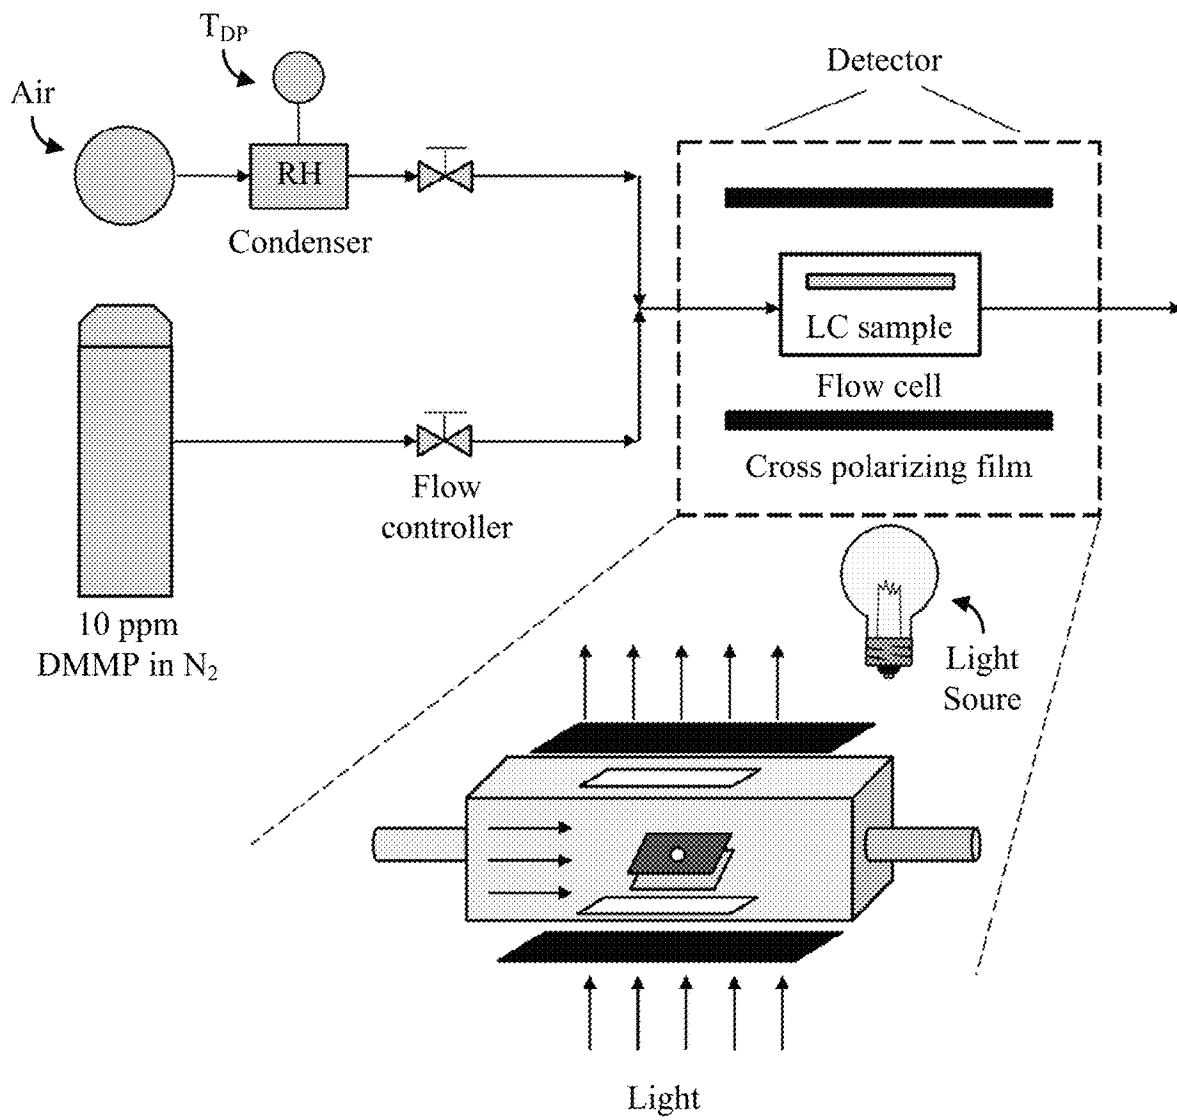 T_DP
Air
Detector
RH
Condenser
LC sample
Flow cell
Cross polarizing film
Flow
controller
10 ppm
DMMP in N₂
Light
Soure
Light